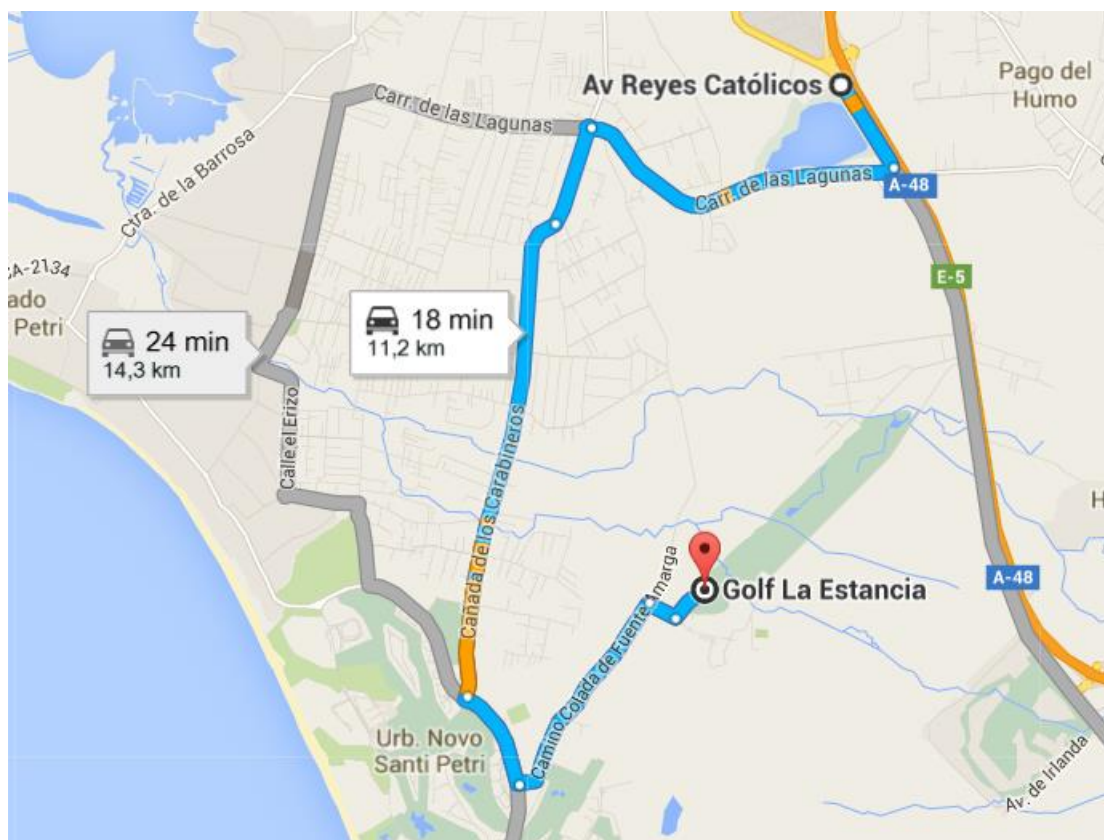 Av Reyes Católicos
Pago del
Humo
Carr. de las Lagunas
Ctra. de la Barrosa
Carr. de las Lagunas
A-48
CA-2134
E-5
ado
Petri
24 min
14,3 km
18 min
11,2 km
Calle el Erizo
Cañada de los Carabineros
H
A-48
Golf La Estancia
Camino Colada de Fuente Amarga
Urb. Novo
Santi Petri
Av. de Irlanda